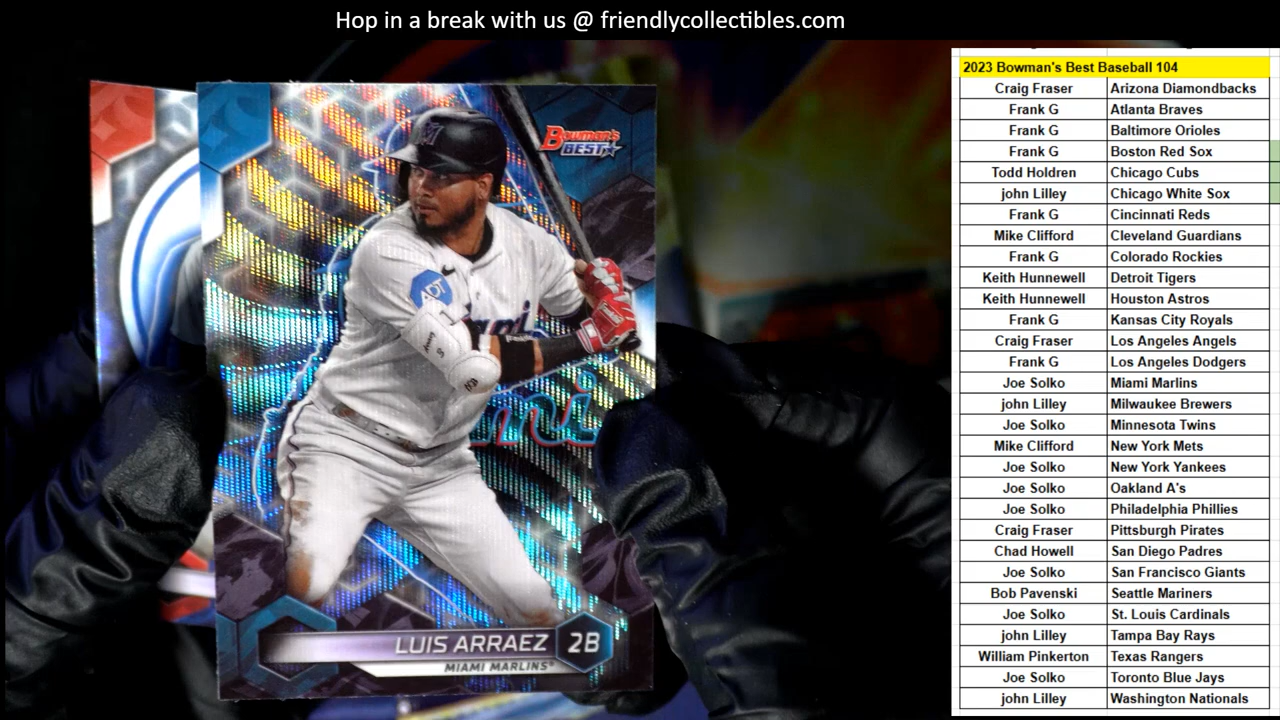 Hop in a break with us @ friendlycollectibles.com
2023 Bowman's Best Baseball 104
Craig Fraser Arizona Diamondbacks
Frank G Atlanta Braves
Frank G Baltimore Orioles
Frank G Boston Red Sox
Todd Holdren Chicago Cubs
john Lilley Chicago White Sox
Frank G Cincinnati Reds
Mike Clifford Cleveland Guardians
Frank G Colorado Rockies
Keith Hunnewell Detroit Tigers
Keith Hunnewell Houston Astros
Frank G Kansas City Royals
Craig Fraser Los Angeles Angels
Frank G Los Angeles Dodgers
Joe Solko Miami Marlins
john Lilley Milwaukee Brewers
Joe Solko Minnesota Twins
Mike Clifford New York Mets
Joe Solko New York Yankees
Joe Solko Oakland A's
Joe Solko Philadelphia Phillies
Craig Fraser Pittsburgh Pirates
Chad Howell San Diego Padres
Joe Solko San Francisco Giants
Bob Pavenski Seattle Mariners
Joe Solko St. Louis Cardinals
john Lilley Tampa Bay Rays
William Pinkerton Texas Rangers
Joe Solko Toronto Blue Jays
john Lilley Washington Nationals
Bowman's
BEST
ADT
LUIS ARRAEZ 2B
MIAMI MARLINS